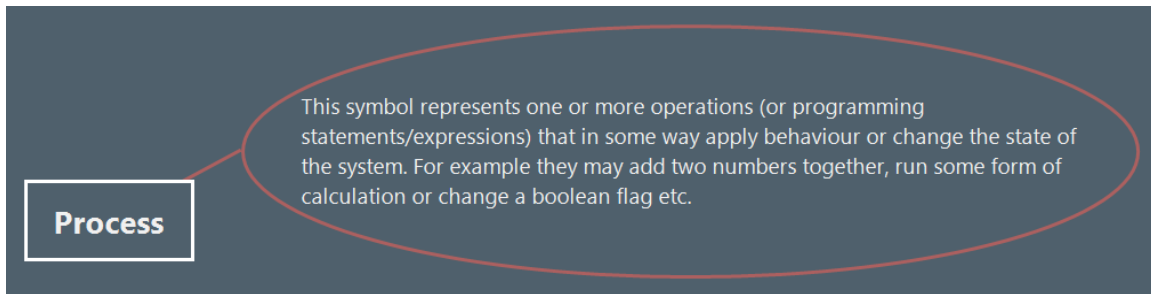 This symbol represents one or more operations (or programming
statements/expressions) that in some way apply behaviour or change the state of
the system. For example they may add two numbers together, run some form of
calculation or change a boolean flag etc.
Process